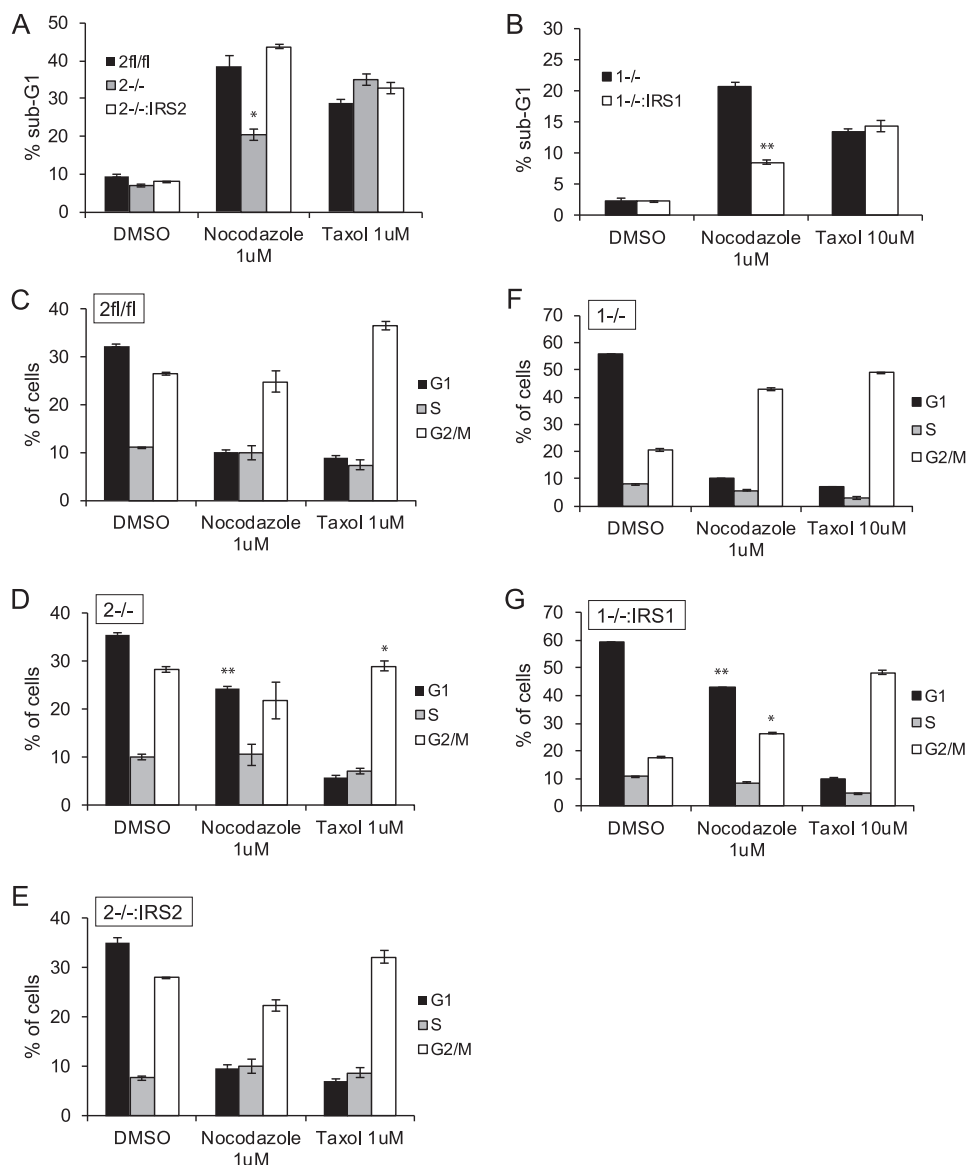 A
% sub-G1
50
40
30
20
10
0
2fl/fl
2-/-
2-/-:IRS2
*
DMSO
Nocodazole
1uM
Taxol 1uM
B
% sub-G1
30
25
20
15
10
5
0
1-/-
1-/-:IRS1
**
DMSO
Nocodazole
1uM
Taxol 10uM
C
2fl/fl
% of cells
40
30
20
10
0
G1
S
G2/M
DMSO
Nocodazole
1uM
Taxol 1uM
F
1-/-
% of cells
70
60
50
40
30
20
10
0
G1
S
G2/M
DMSO
Nocodazole
1uM
Taxol 10uM
D
2-/-
% of cells
40
30
20
10
0
**
*
G1
S
G2/M
DMSO
Nocodazole
1uM
Taxol 1uM
G
1-/-:IRS1
% of cells
70
60
50
40
30
20
10
0
**
*
G1
S
G2/M
DMSO
Nocodazole
1uM
Taxol 10uM
E
2-/-:IRS2
% of cells
40
30
20
10
0
G1
S
G2/M
DMSO
Nocodazole
1uM
Taxol 1uM